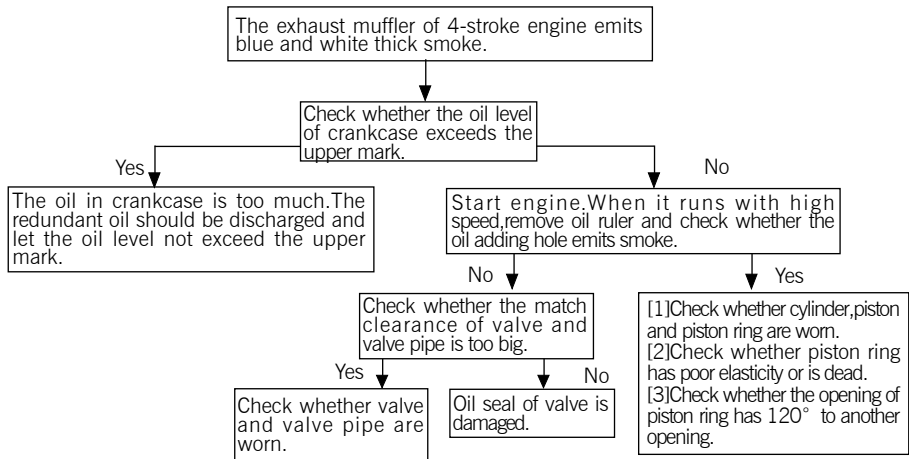 The exhaust muffler of 4-stroke engine emits
blue and white thick smoke.
Check whether the oil level
of crankcase exceeds the
upper mark.
Yes
No
The oil in crankcase is too much.The
redundant oil should be discharged and
let the oil level not exceed the upper
mark.
Start engine.When it runs with high
speed,remove oil ruler and check whether the
oil adding hole emits smoke.
No
Yes
Check whether the match
clearance of valve and
valve pipe is too big.
[1]Check whether cylinder,piston
and piston ring are worn.
[2]Check whether piston ring
has poor elasticity or is dead.
[3]Check whether the opening of
piston ring has 120° to another
opening.
Yes
No
Check whether valve
and valve pipe are
worn.
Oil seal of valve is
damaged.